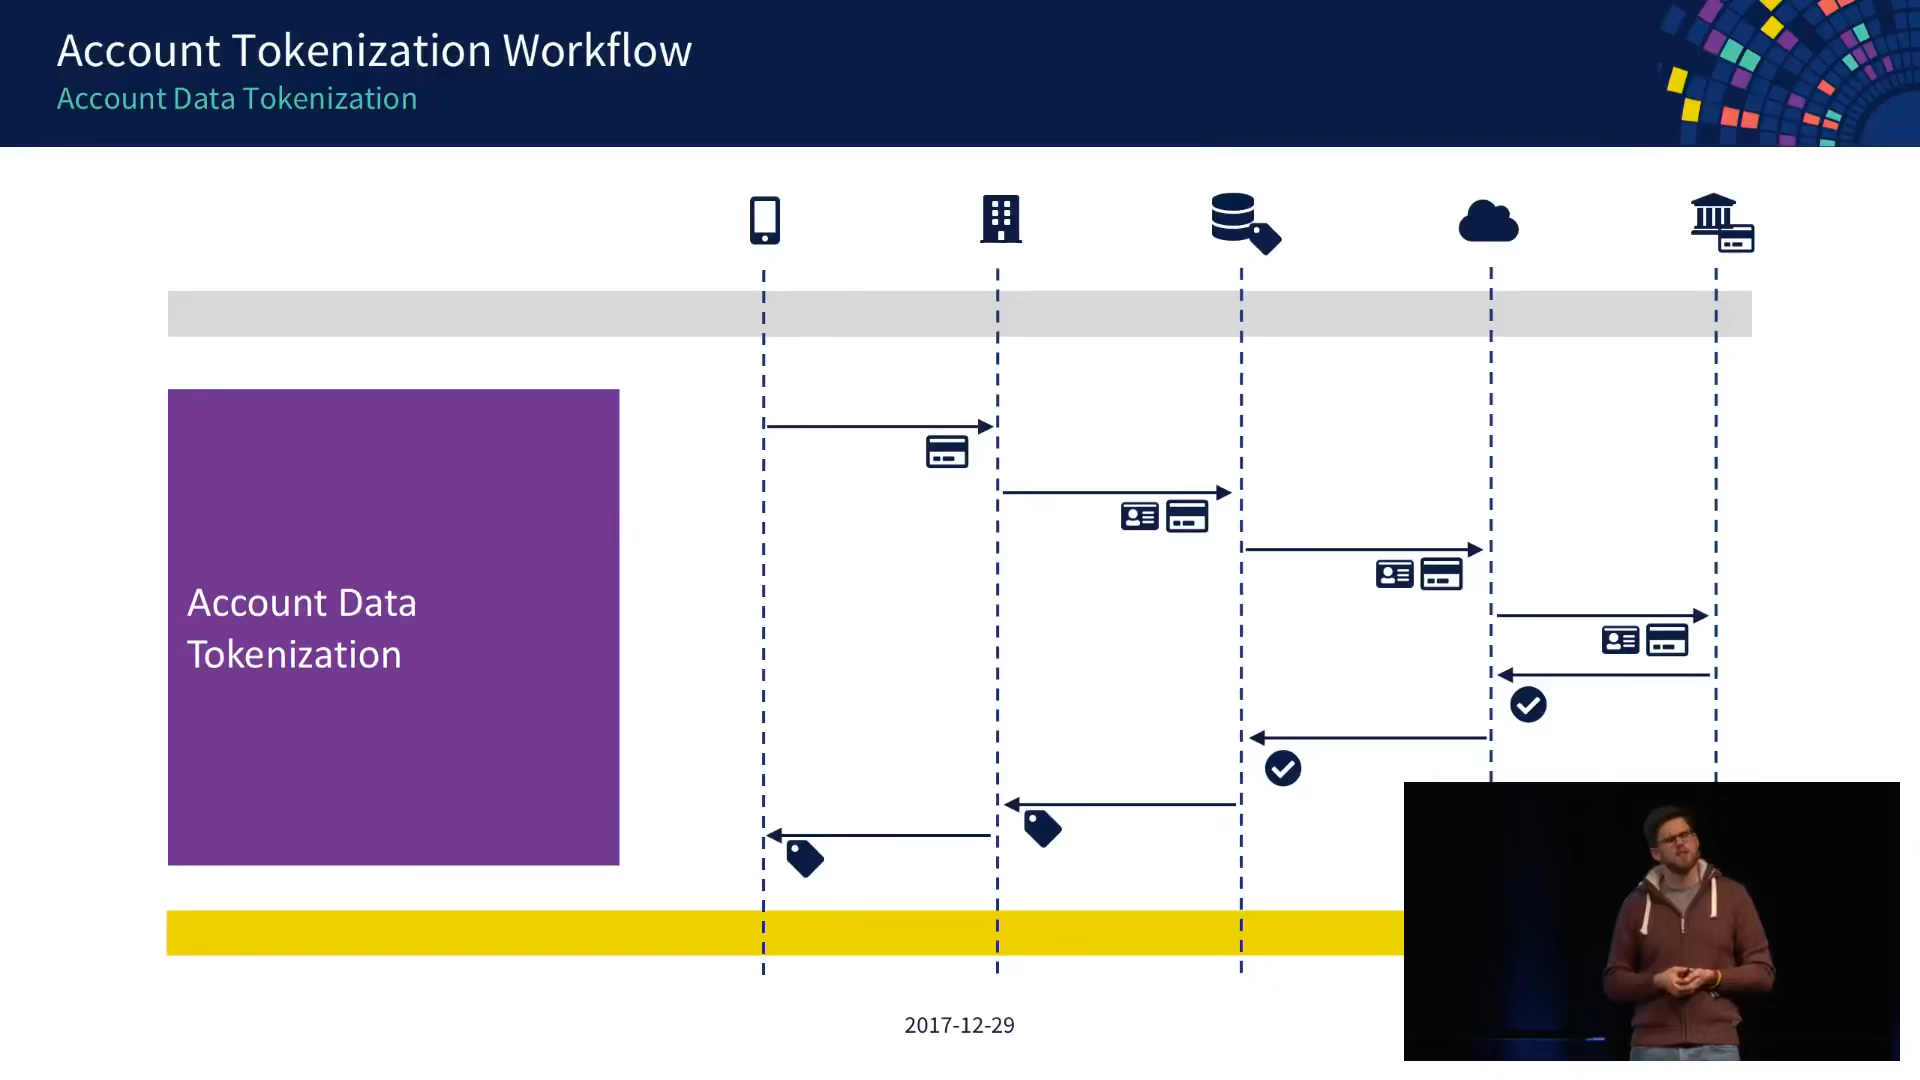 Account Tokenization Workflow
Account Data Tokenization
Account Data
Tokenization
2017-12-29